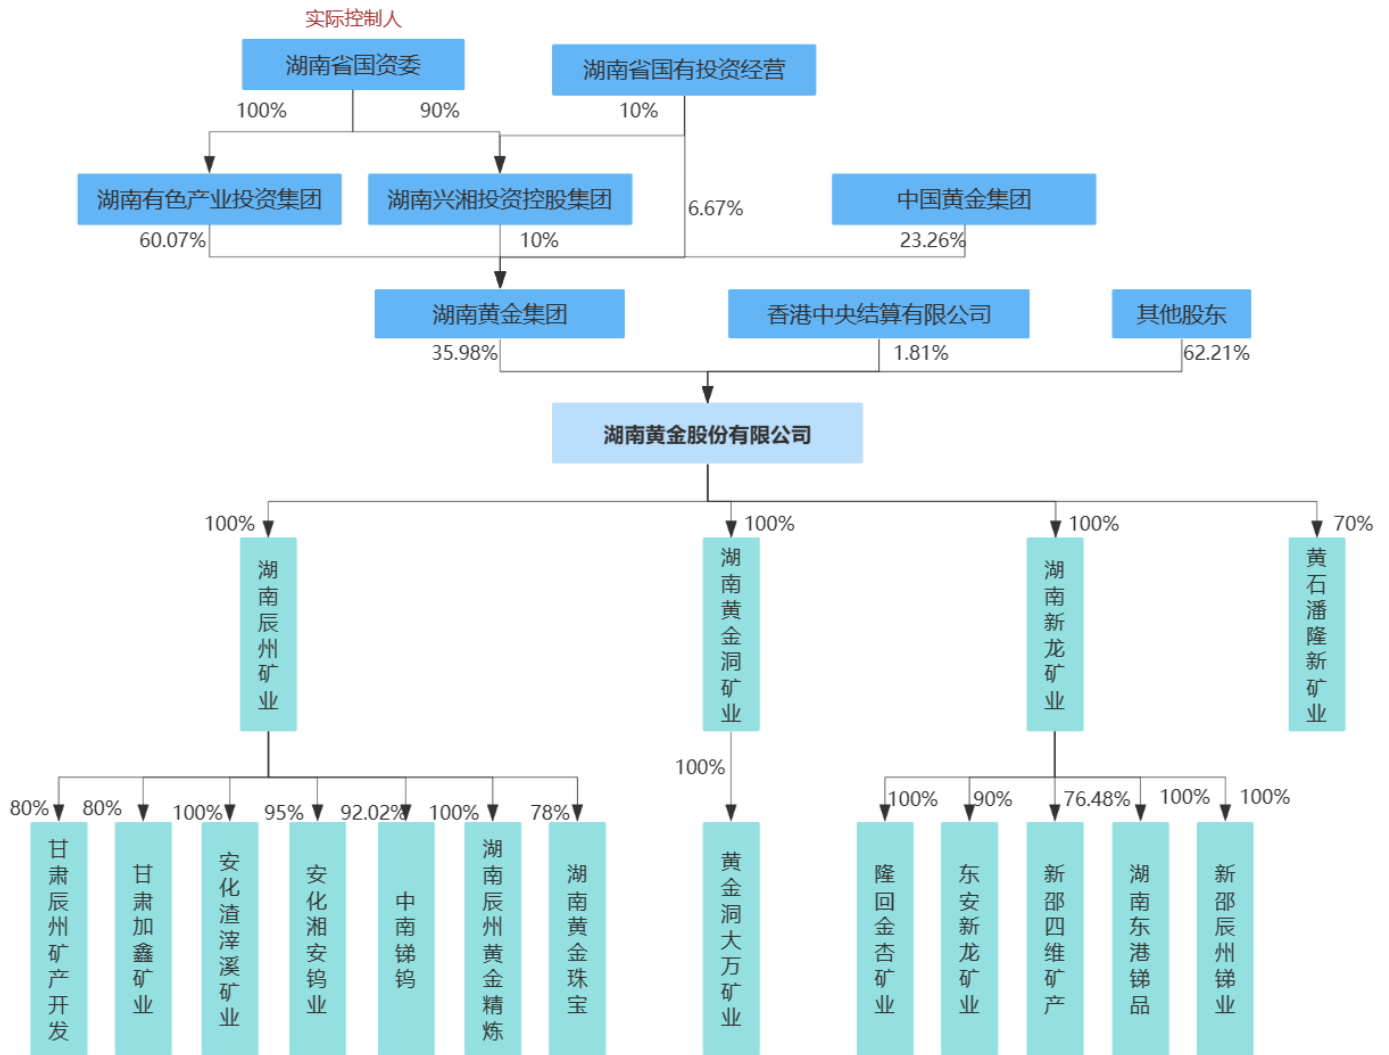 实际控制人
湖南省国资委
湖南省国有投资经营
100%
90%
10%
湖南有色产业投资集团
湖南兴湘投资控股集团
中国黄金集团
6.67%
60.07%
10%
23.26%
湖南黄金集团
香港中央结算有限公司
其他股东
35.98%
1.81%
62.21%
湖南黄金股份有限公司
100%
100%
100%
70%
湖南辰州矿业
湖南黄金洞矿业
湖南新龙矿业
黄石潘隆新矿业
100%
80%
80%
100%
95%
92.02%
100%
78%
100%
90%
76.48%
100%
100%
甘肃辰州矿产开发
甘肃加鑫矿业
安化渣滓溪矿业
安化湘安钨业
中南锑钨
湖南辰州黄金精炼
湖南黄金珠宝
黄金洞大万矿业
隆回金杏矿业
东安新龙矿业
新邵四维矿产
湖南东港锑品
新邵辰州锑业